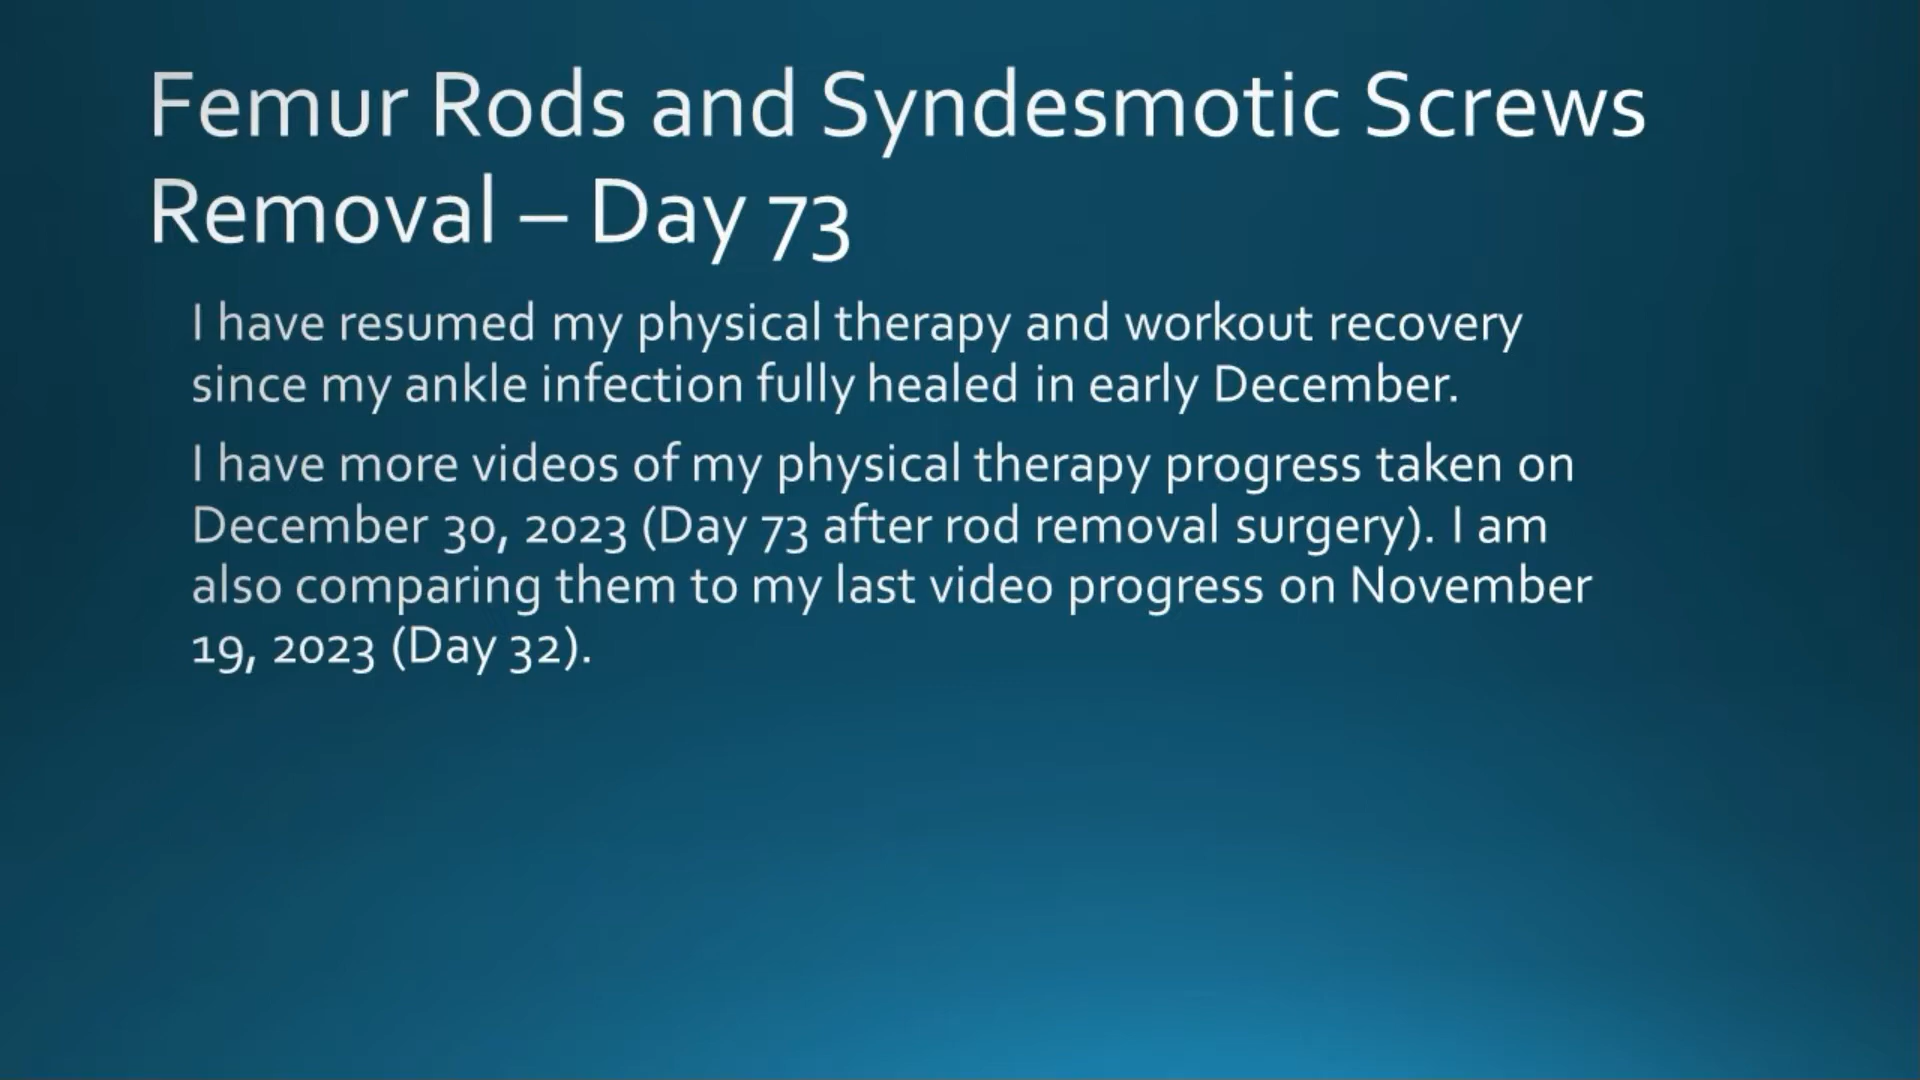 Femur Rods and Syndesmotic Screws
Removal – Day 73
I have resumed my physical therapy and workout recovery
since my ankle infection fully healed in early December.
I have more videos of my physical therapy progress taken on
December 30, 2023 (Day 73 after rod removal surgery). I am
also comparing them to my last video progress on November
19, 2023 (Day 32).